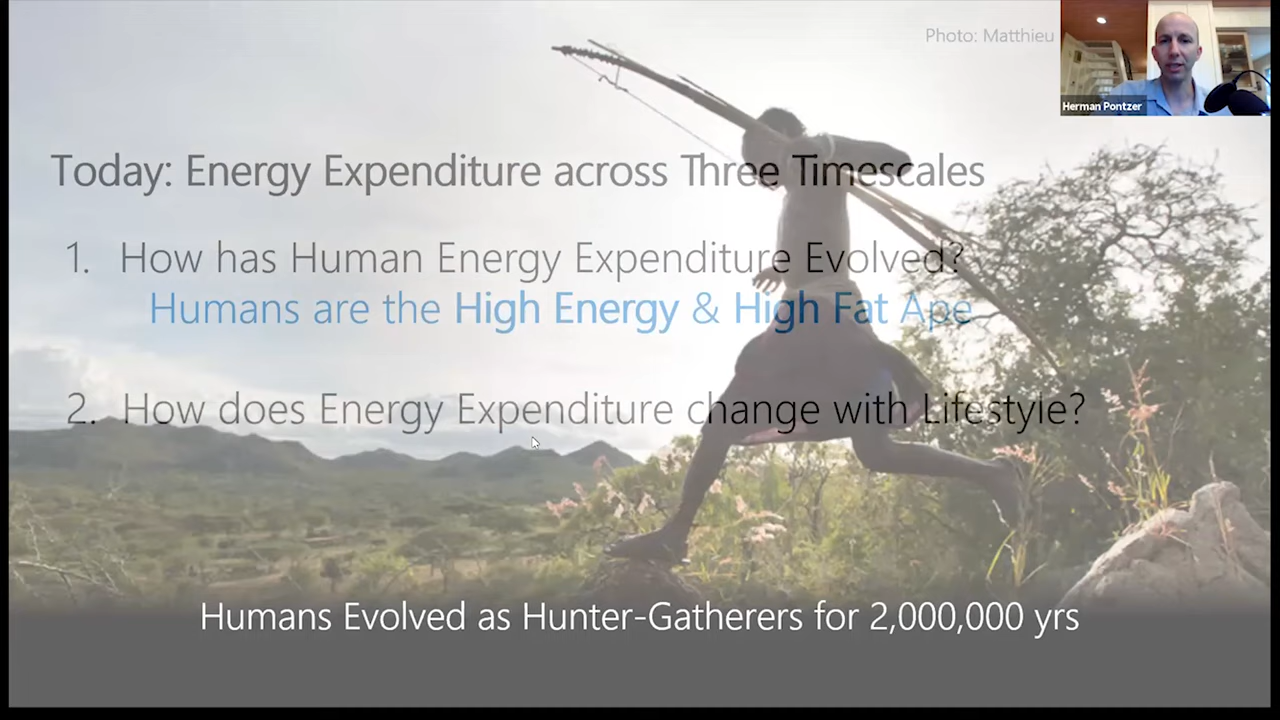 Photo: Matthieu
Herman Pontzer
Today: Energy Expenditure across Three Timescales
1. How has Human Energy Expenditure Evolved?
Humans are the High Energy & High Fat Ape
2. How does Energy Expenditure change with Lifestyle?
Humans Evolved as Hunter-Gatherers for 2,000,000 yrs